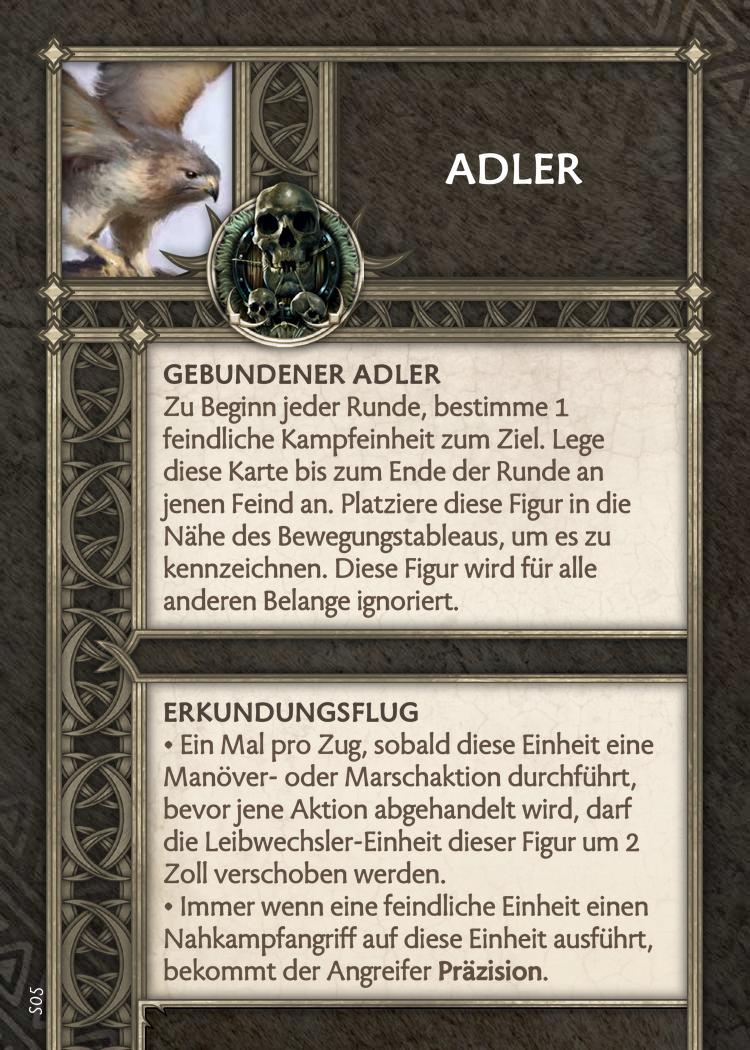 ADLER
GEBUNDENER ADLER
Zu Beginn jeder Runde, bestimme 1
feindliche Kampfeinheit zum Ziel. Lege
diese Karte bis zum Ende der Runde an
jenen Feind an. Platziere diese Figur in die
Nähe des Bewegungstableaus, um es zu
kennzeichnen. Diese Figur wird für alle
anderen Belange ignoriert.
ERKUNDUNGSFLUG
• Ein Mal pro Zug, sobald diese Einheit eine
Manöver- oder Marschaktion durchführt,
bevor jene Aktion abgehandelt wird, darf
die Leibwechsler-Einheit dieser Figur um 2
Zoll verschoben werden.
• Immer wenn eine feindliche Einheit einen
Nahkampfangriff auf diese Einheit ausführt,
bekommt der Angreifer Präzision.
S05